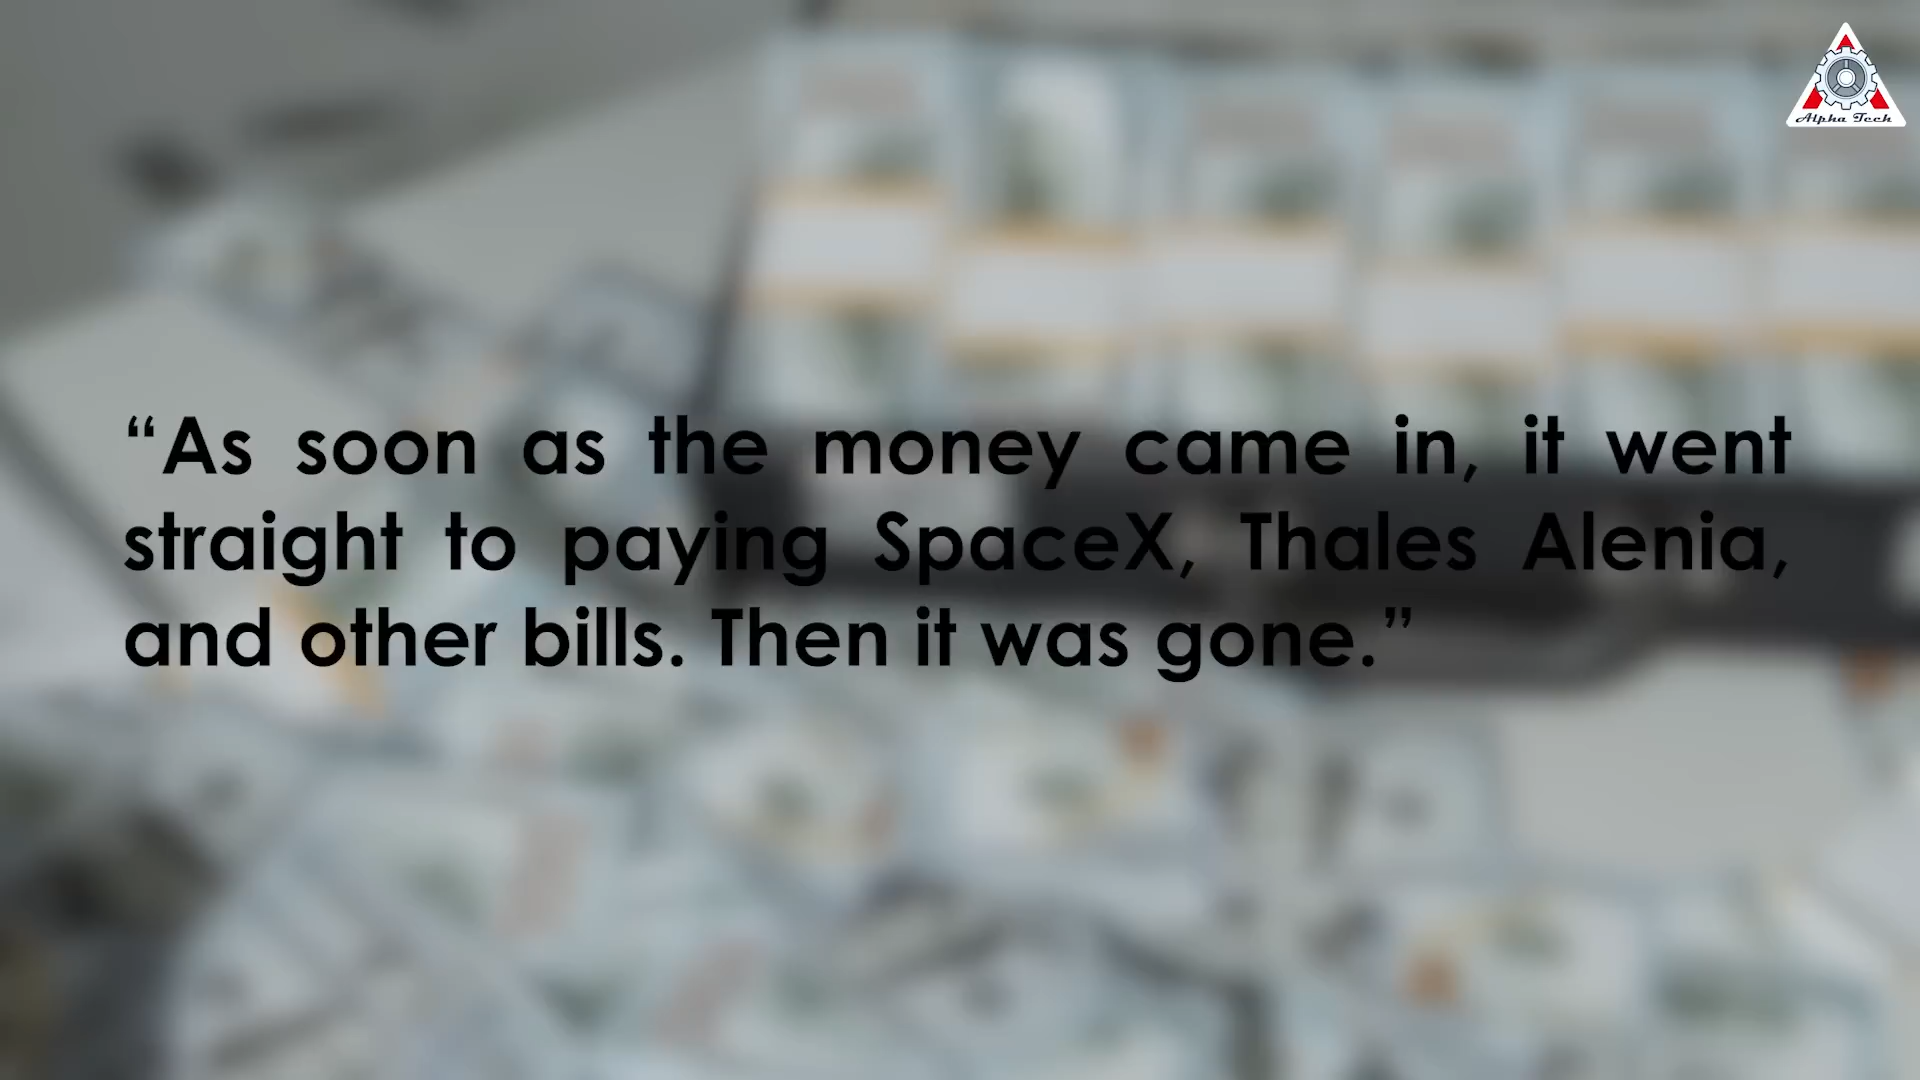 Alpha Tech
“As soon as the money came in, it went
straight to paying SpaceX, Thales Alenia,
and other bills. Then it was gone.”